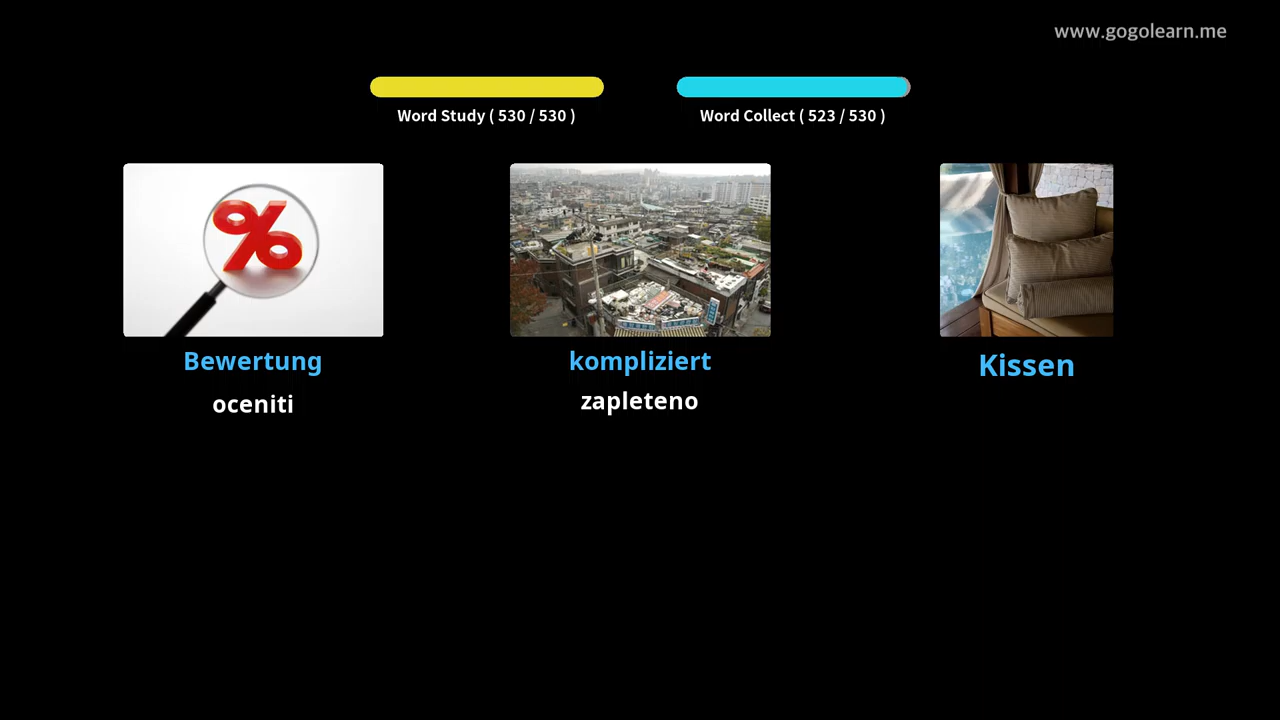 www.gogolearn.me
Word Study ( 530 / 530 )
Word Collect ( 523 / 530 )
%
Bewertung
kompliziert
Kissen
oceniti
zapleteno